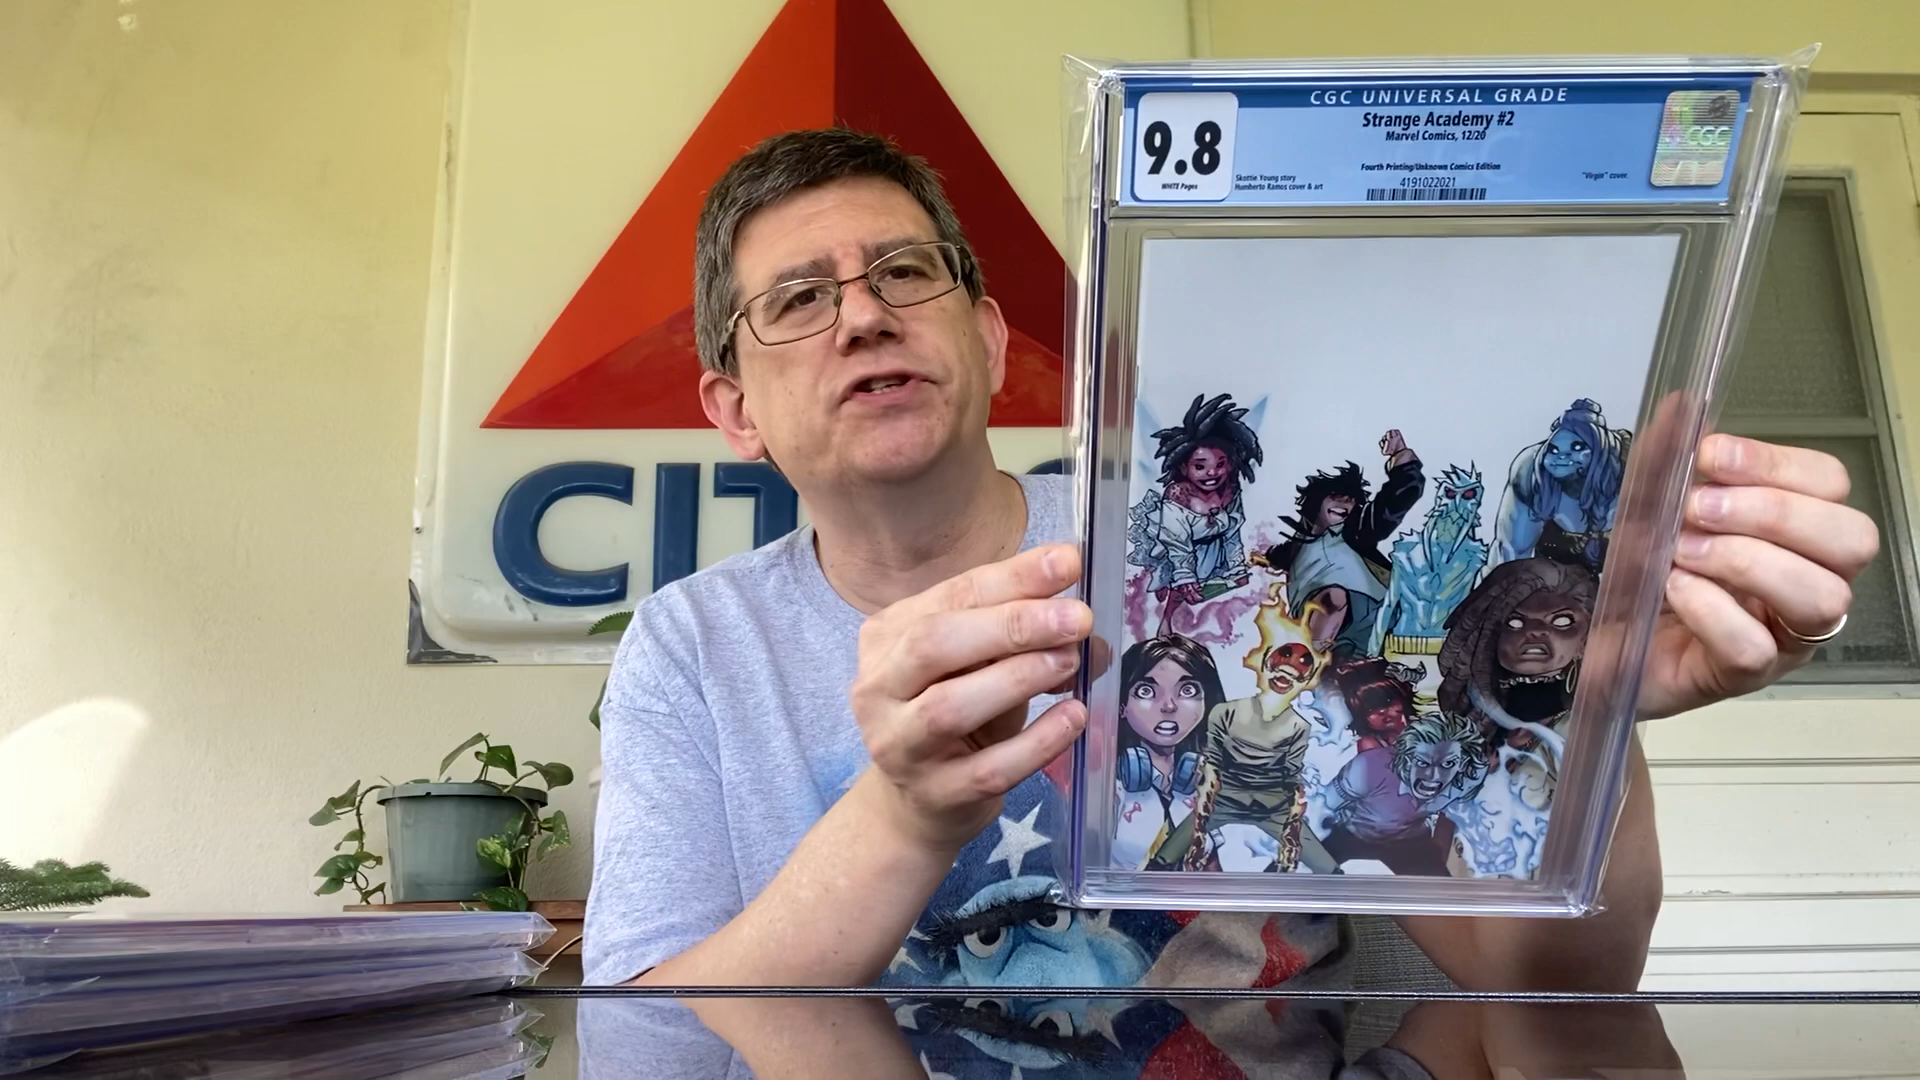 CGC UNIVERSAL GRADE
9.8
WHITE Pages
Strange Academy #2
Marvel Comics, 12/20
Fourth Printing/Unknown Comics Edition
4191022021
Skottie Young story
Humberto Ramos cover & art
"Virgin" cover.
CGC
CIT